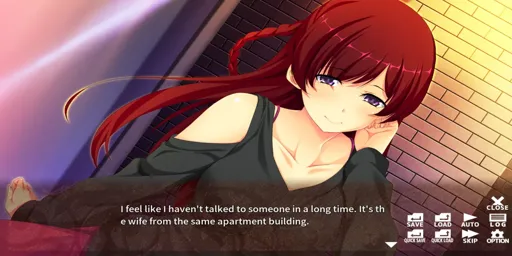 I feel like I haven't talked to someone in a long time. It's th
e wife from the same apartment building.
CLOSE
SAVE LOAD AUTO LOG
QUICK SAVE QUICK LOAD SKIP OPTION